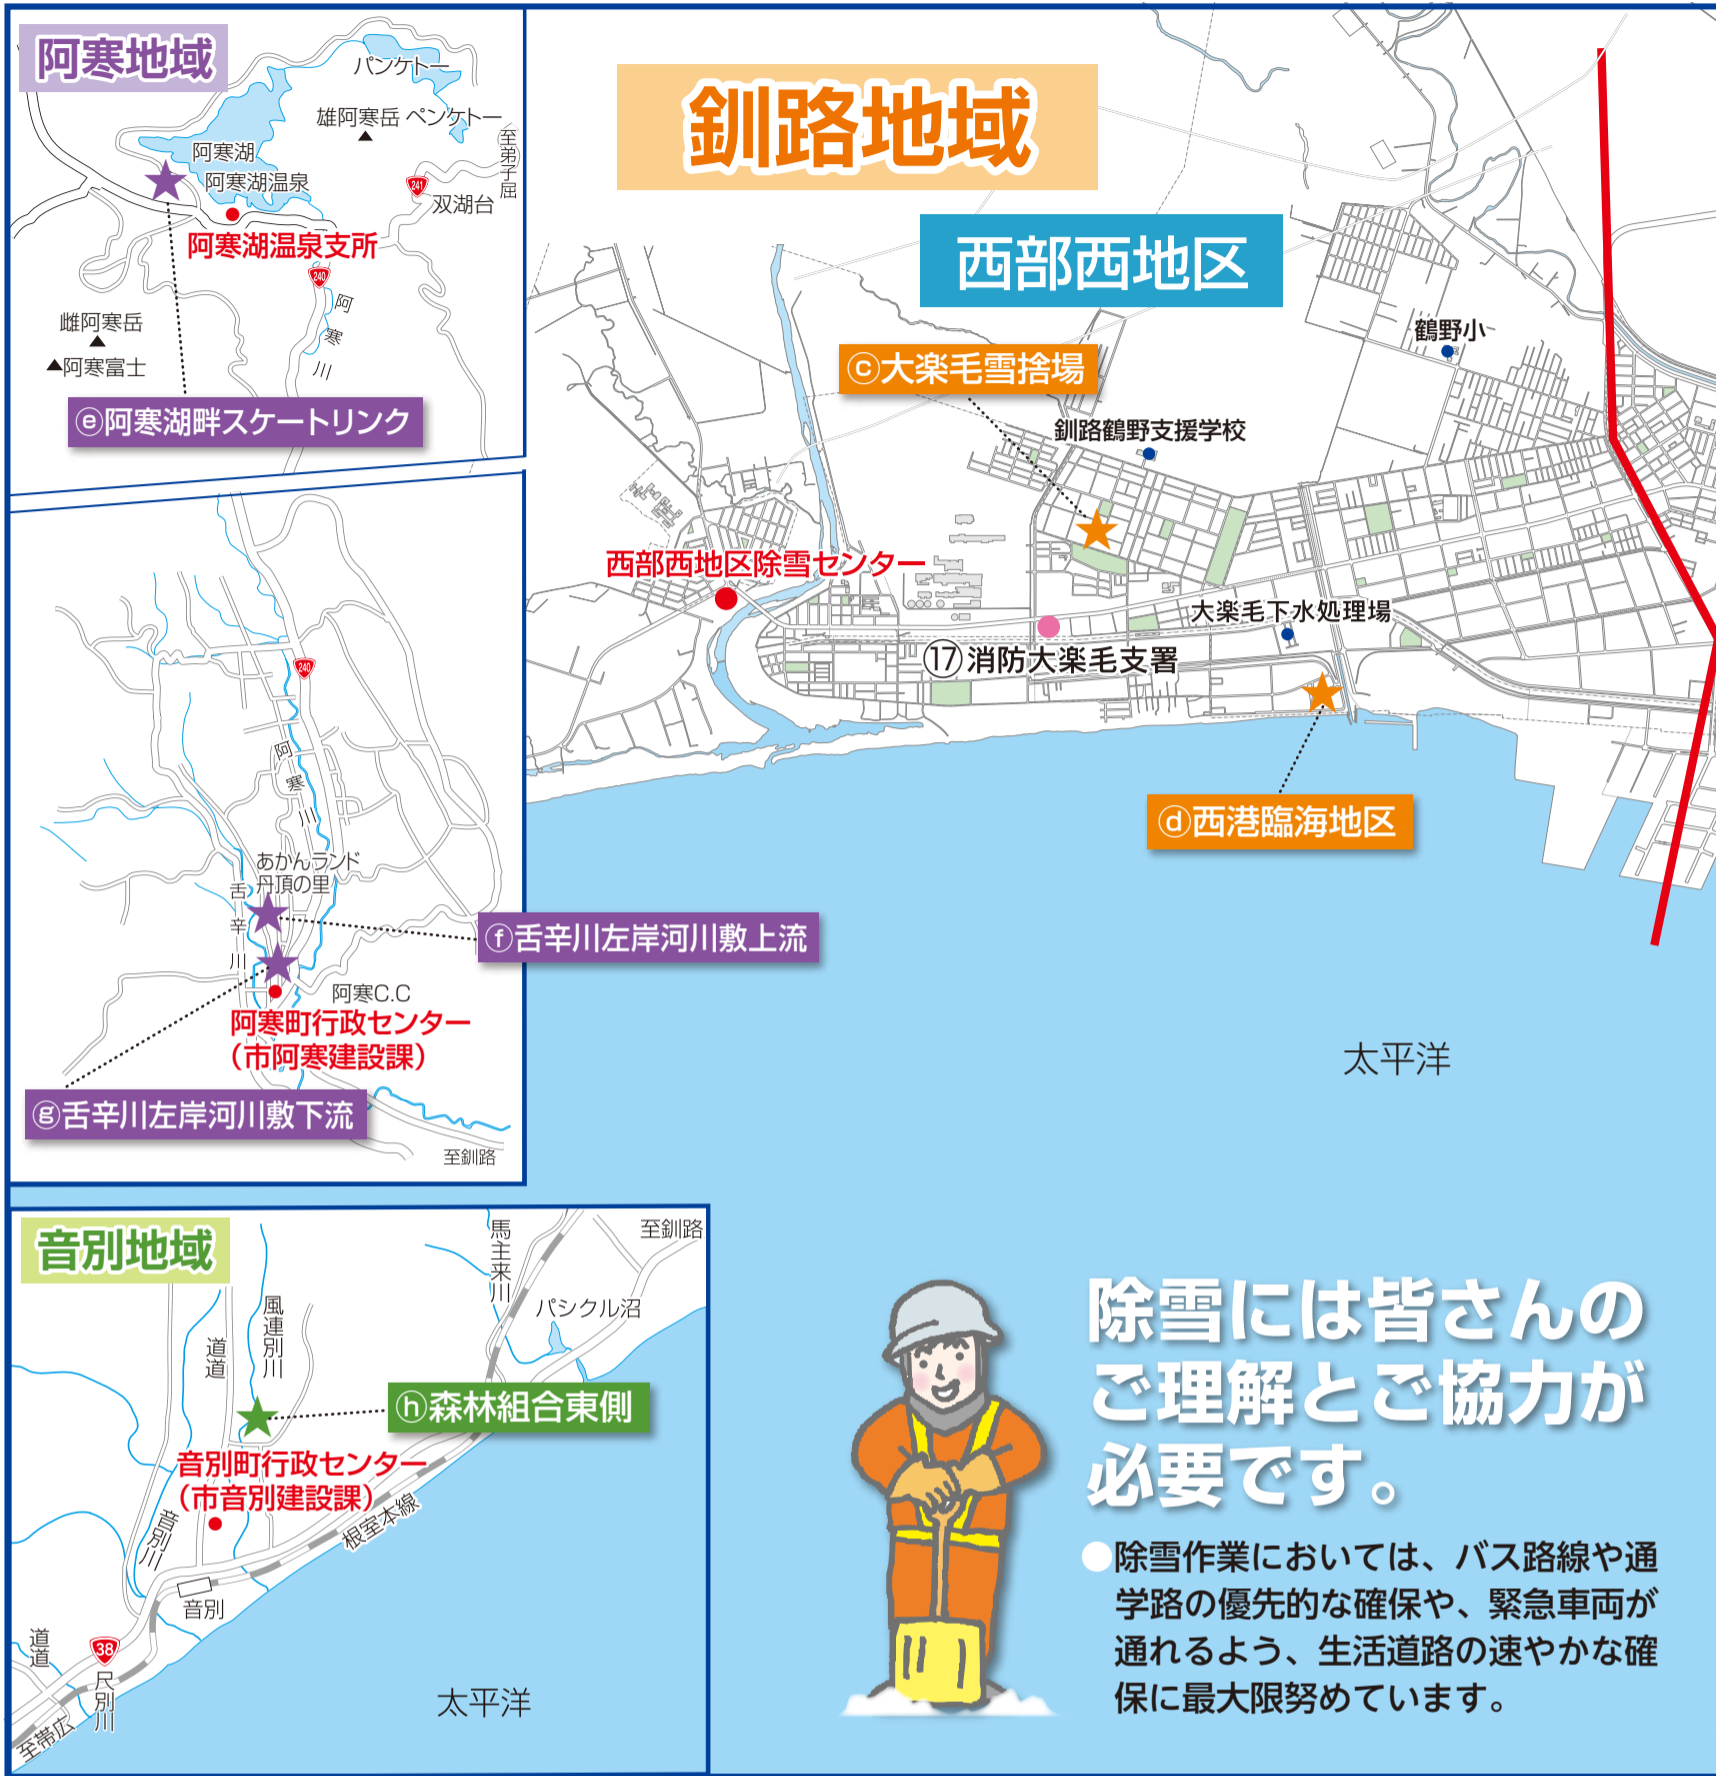 阿寒地域
パンケトー
雄阿寒岳
ペンケトー
至弟子屈
阿寒湖
阿寒湖温泉
241
双湖台
阿寒湖温泉支所
240
阿寒川
雌阿寒岳
阿寒富士
ⓔ阿寒湖畔スケートリンク
240
阿寒川
あかんランド
丹頂の里
舌辛川
ⓕ舌辛川左岸河川敷上流
阿寒C.C
阿寒町行政センター
（市阿寒建設課）
ⓖ舌辛川左岸河川敷下流
至釧路
釧路地域
西部西地区
鶴野小
ⓒ大楽毛雪捨場
釧路鶴野支援学校
西部西地区除雪センター
大楽毛下水処理場
⑰消防大楽毛支署
ⓓ西港臨海地区
太平洋
音別地域
馬主来川
至釧路
パシクル沼
風連別川
道道
ⓗ森林組合東側
音別町行政センター
（市音別建設課）
音別川
根室本線
音別
道道
38
尺別川
至帯広
太平洋
除雪には皆さんの
ご理解とご協力が
必要です。
●除雪作業においては、バス路線や通
学路の優先的な確保や、緊急車両が
通れるよう、生活道路の速やかな確
保に最大限努めています。